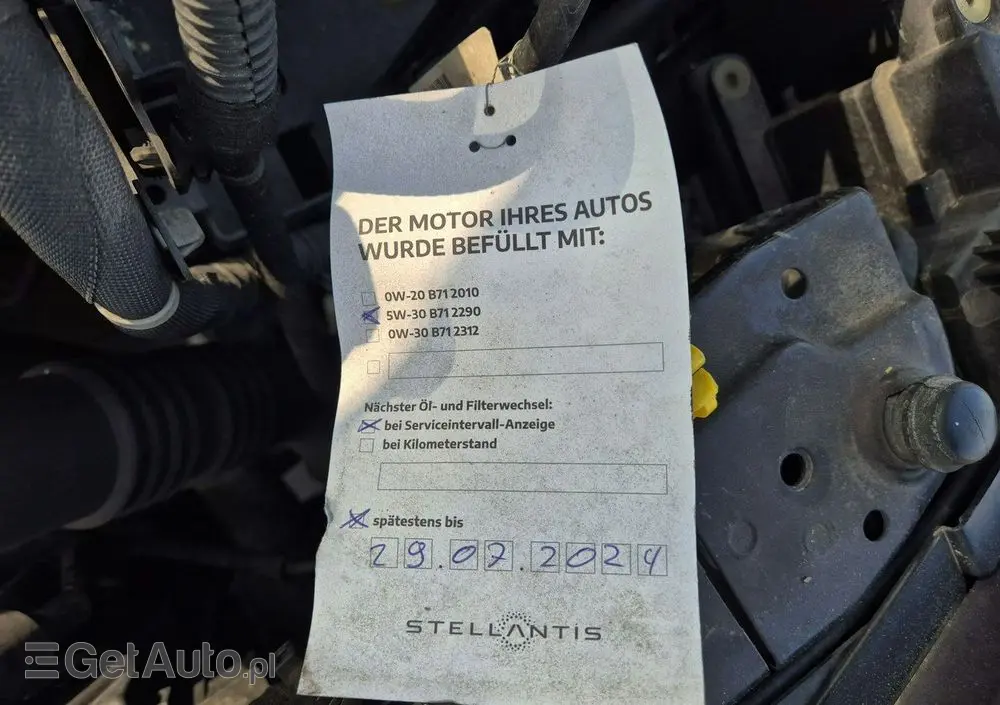 DER MOTOR IHRES AUTOS
WURDE BEFÜLLT MIT:
0W-20 B71 2010
5W-30 B71 2290
0W-30 B71 2312
Nächster Öl- und Filterwechsel:
bei Serviceintervall-Anzeige
bei Kilometerstand
spätestens bis
29.07.2024
STELLANTIS
GetAuto.pl